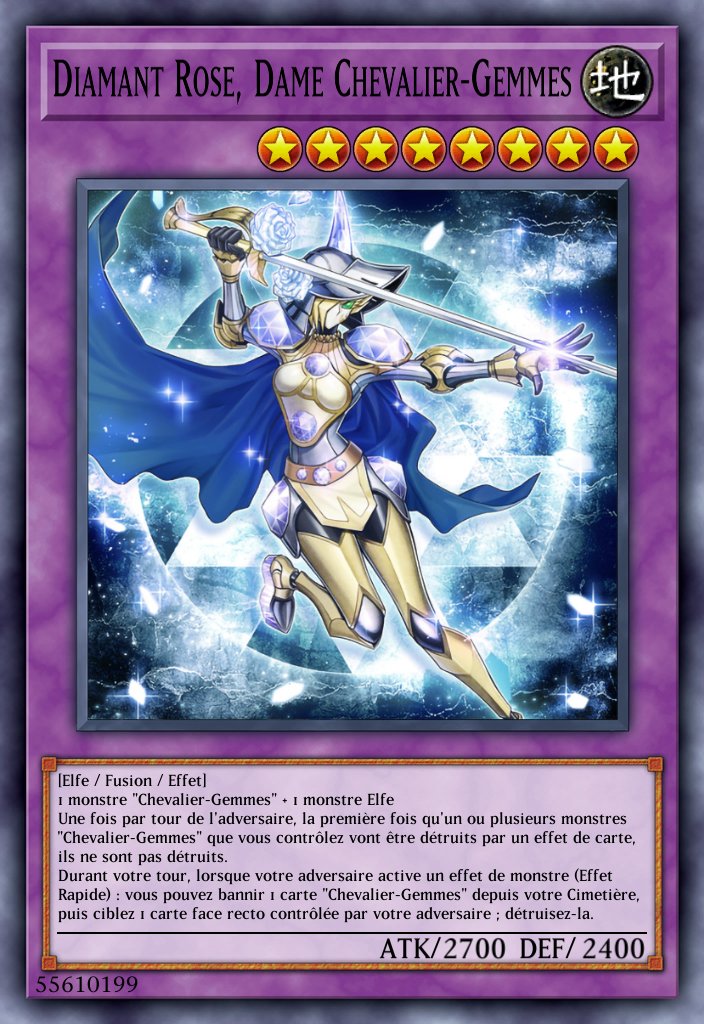 Diamant Rose, Dame Chevalier-Gemmes
地
[Elfe / Fusion / Effet]
1 monstre "Chevalier-Gemmes" + 1 monstre Elfe
Une fois par tour de l'adversaire, la première fois qu'un ou plusieurs monstres
"Chevalier-Gemmes" que vous contrôlez vont être détruits par un effet de carte,
ils ne sont pas détruits.
Durant votre tour, lorsque votre adversaire active un effet de monstre (Effet
Rapide) : vous pouvez bannir 1 carte "Chevalier-Gemmes" depuis votre Cimetière,
puis ciblez 1 carte face recto contrôlée par votre adversaire ; détruisez-la.
ATK/2700 DEF/ 2400
55610199